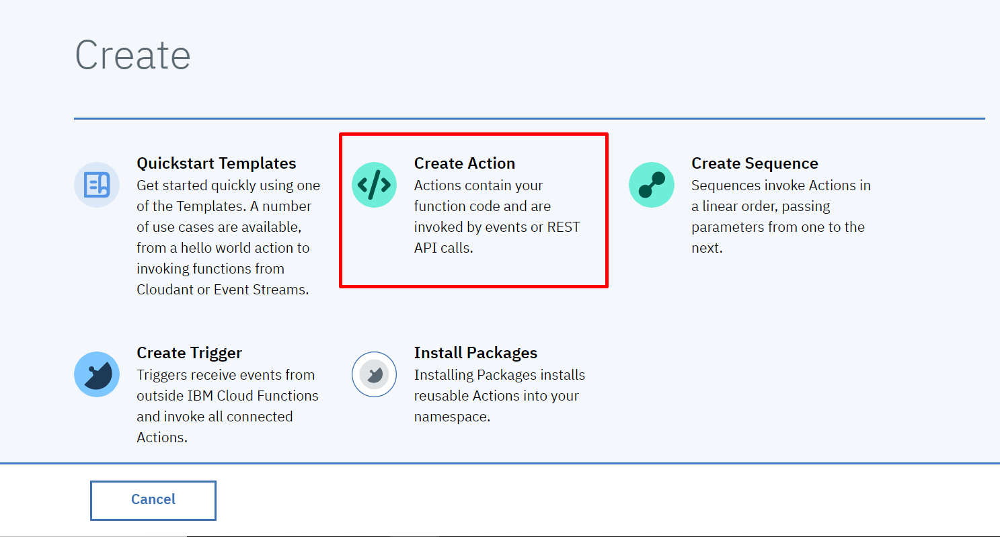 Create
Quickstart Templates
Get started quickly using one
of the Templates. A number
of use cases are available,
from a hello world action to
invoking functions from
Cloudant or Event Streams.
Create Action
Actions contain your
function code and are
invoked by events or REST
API calls.
Create Sequence
Sequences invoke Actions in
a linear order, passing
parameters from one to the
next.
Create Trigger
Triggers receive events from
outside IBM Cloud Functions
and invoke all connected
Actions.
Install Packages
Installing Packages installs
reusable Actions into your
namespace.
Cancel